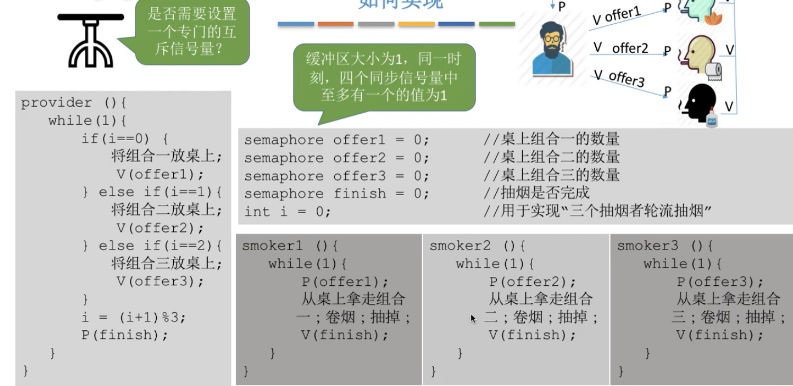 如何实现
是否需要设置
一个专门的互
斥信号量？
缓冲区大小为1，同一时
刻，四个同步信号量中
至多有一个的值为1
P
V offer1
P
V offer2
P
V
V offer3
P
V
provider (){
while(1){
if(i==0) {
将组合一放桌上;
V(offer1);
} else if(i==1){
将组合二放桌上;
V(offer2);
} else if(i==2){
将组合三放桌上;
V(offer3);
}
i = (i+1)%3;
P(finish);
}
}
semaphore offer1 = 0; //桌上组合一的数量
semaphore offer2 = 0; //桌上组合二的数量
semaphore offer3 = 0; //桌上组合三的数量
semaphore finish = 0; //抽烟是否完成
int i = 0; //用于实现“三个抽烟者轮流抽烟”
smoker1 (){
while(1){
P(offer1);
从桌上拿走组合
一；卷烟；抽掉；
V(finish);
}
}
smoker2 (){
while(1){
P(offer2);
从桌上拿走组合
二；卷烟；抽掉；
V(finish);
}
}
smoker3 (){
while(1){
P(offer3);
从桌上拿走组合
三；卷烟；抽掉；
V(finish);
}
}